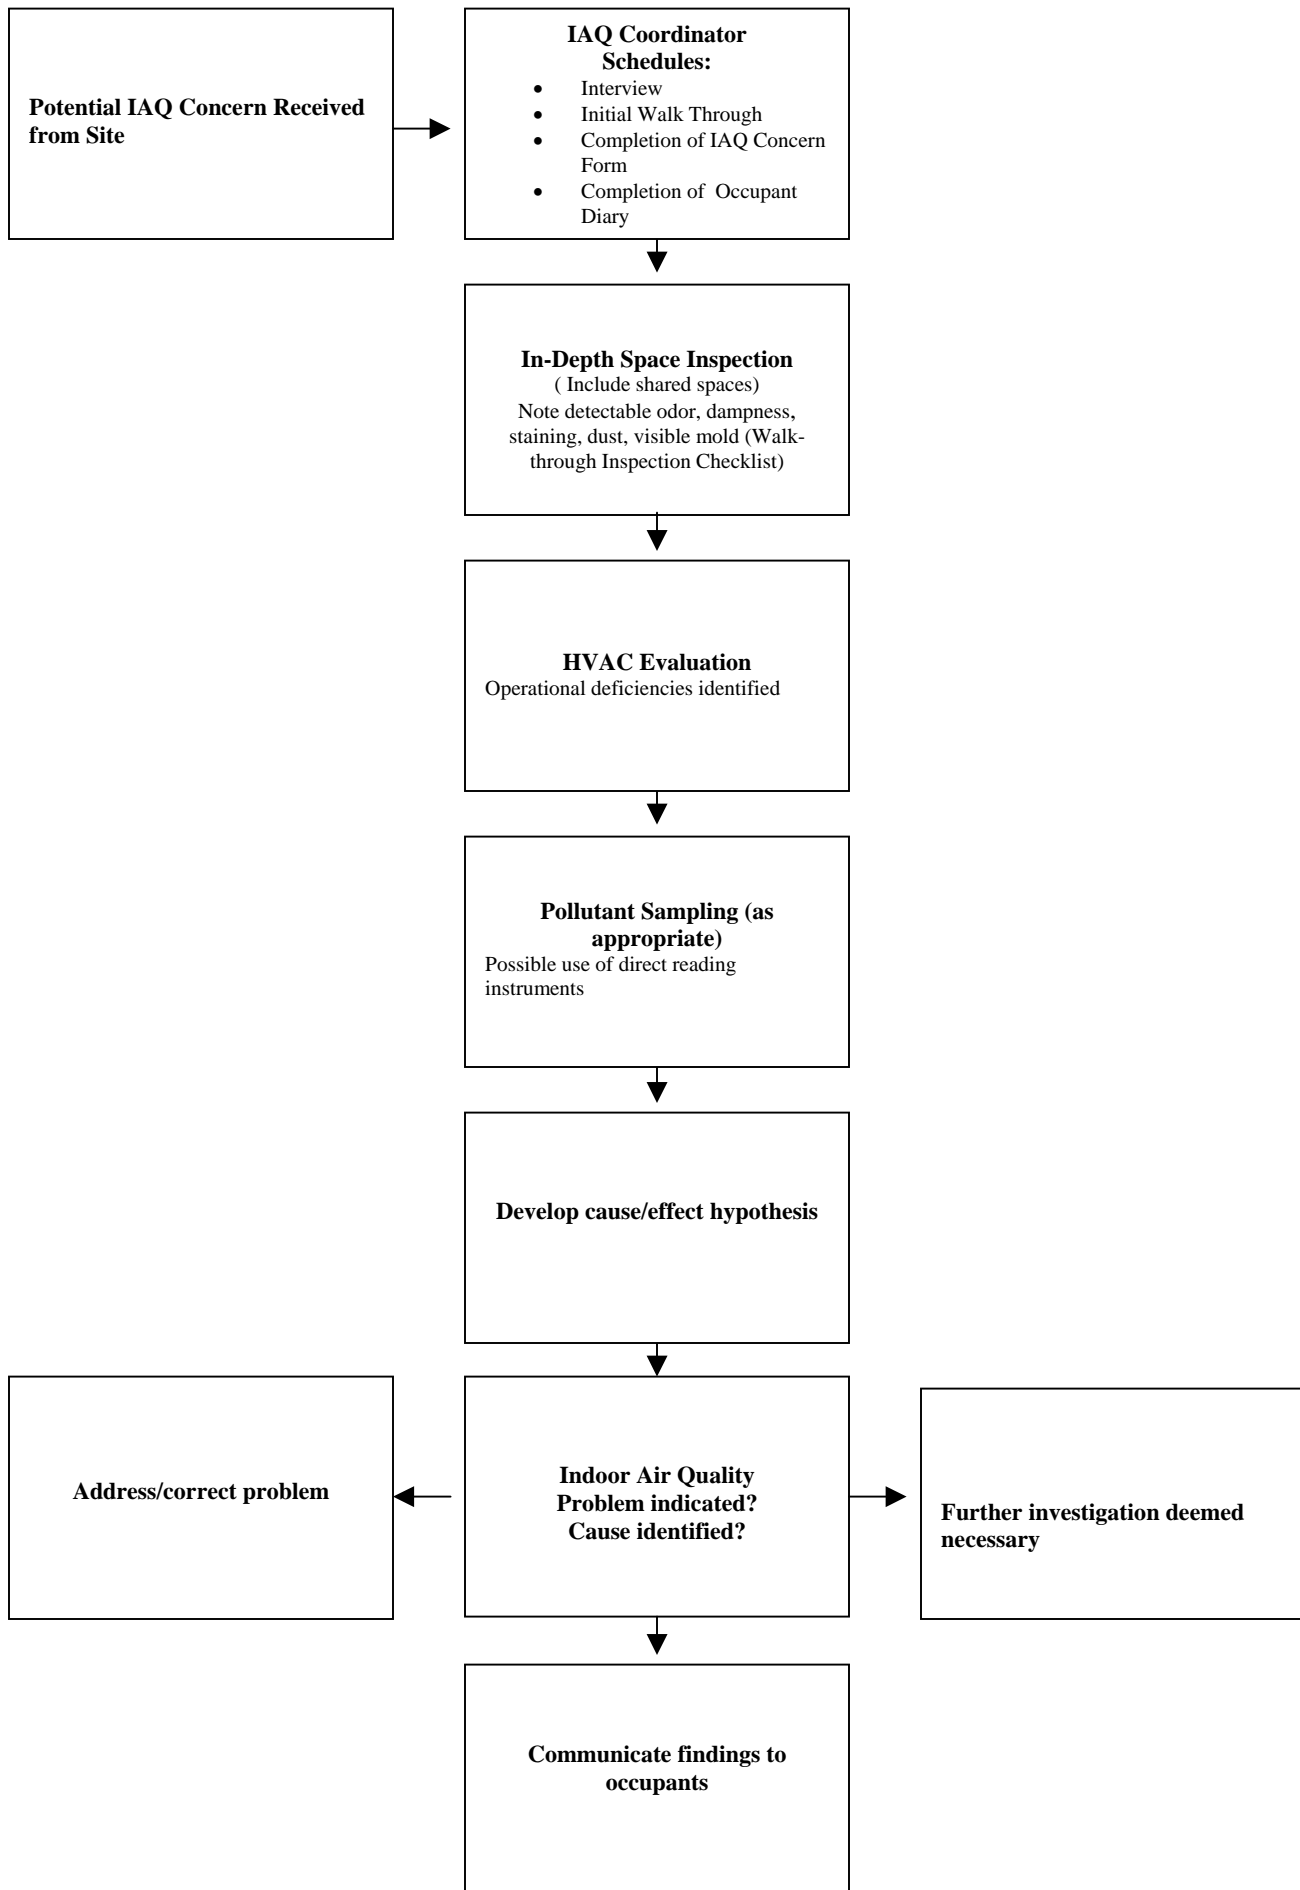 Potential IAQ Concern Received
from Site
IAQ Coordinator
Schedules:
• Interview
• Initial Walk Through
• Completion of IAQ Concern
Form
• Completion of Occupant
Diary
In-Depth Space Inspection
( Include shared spaces)
Note detectable odor, dampness,
staining, dust, visible mold (Walk-
through Inspection Checklist)
HVAC Evaluation
Operational deficiencies identified
Pollutant Sampling (as
appropriate)
Possible use of direct reading
instruments
Develop cause/effect hypothesis
Address/correct problem
Indoor Air Quality
Problem indicated?
Cause identified?
Further investigation deemed
necessary
Communicate findings to
occupants